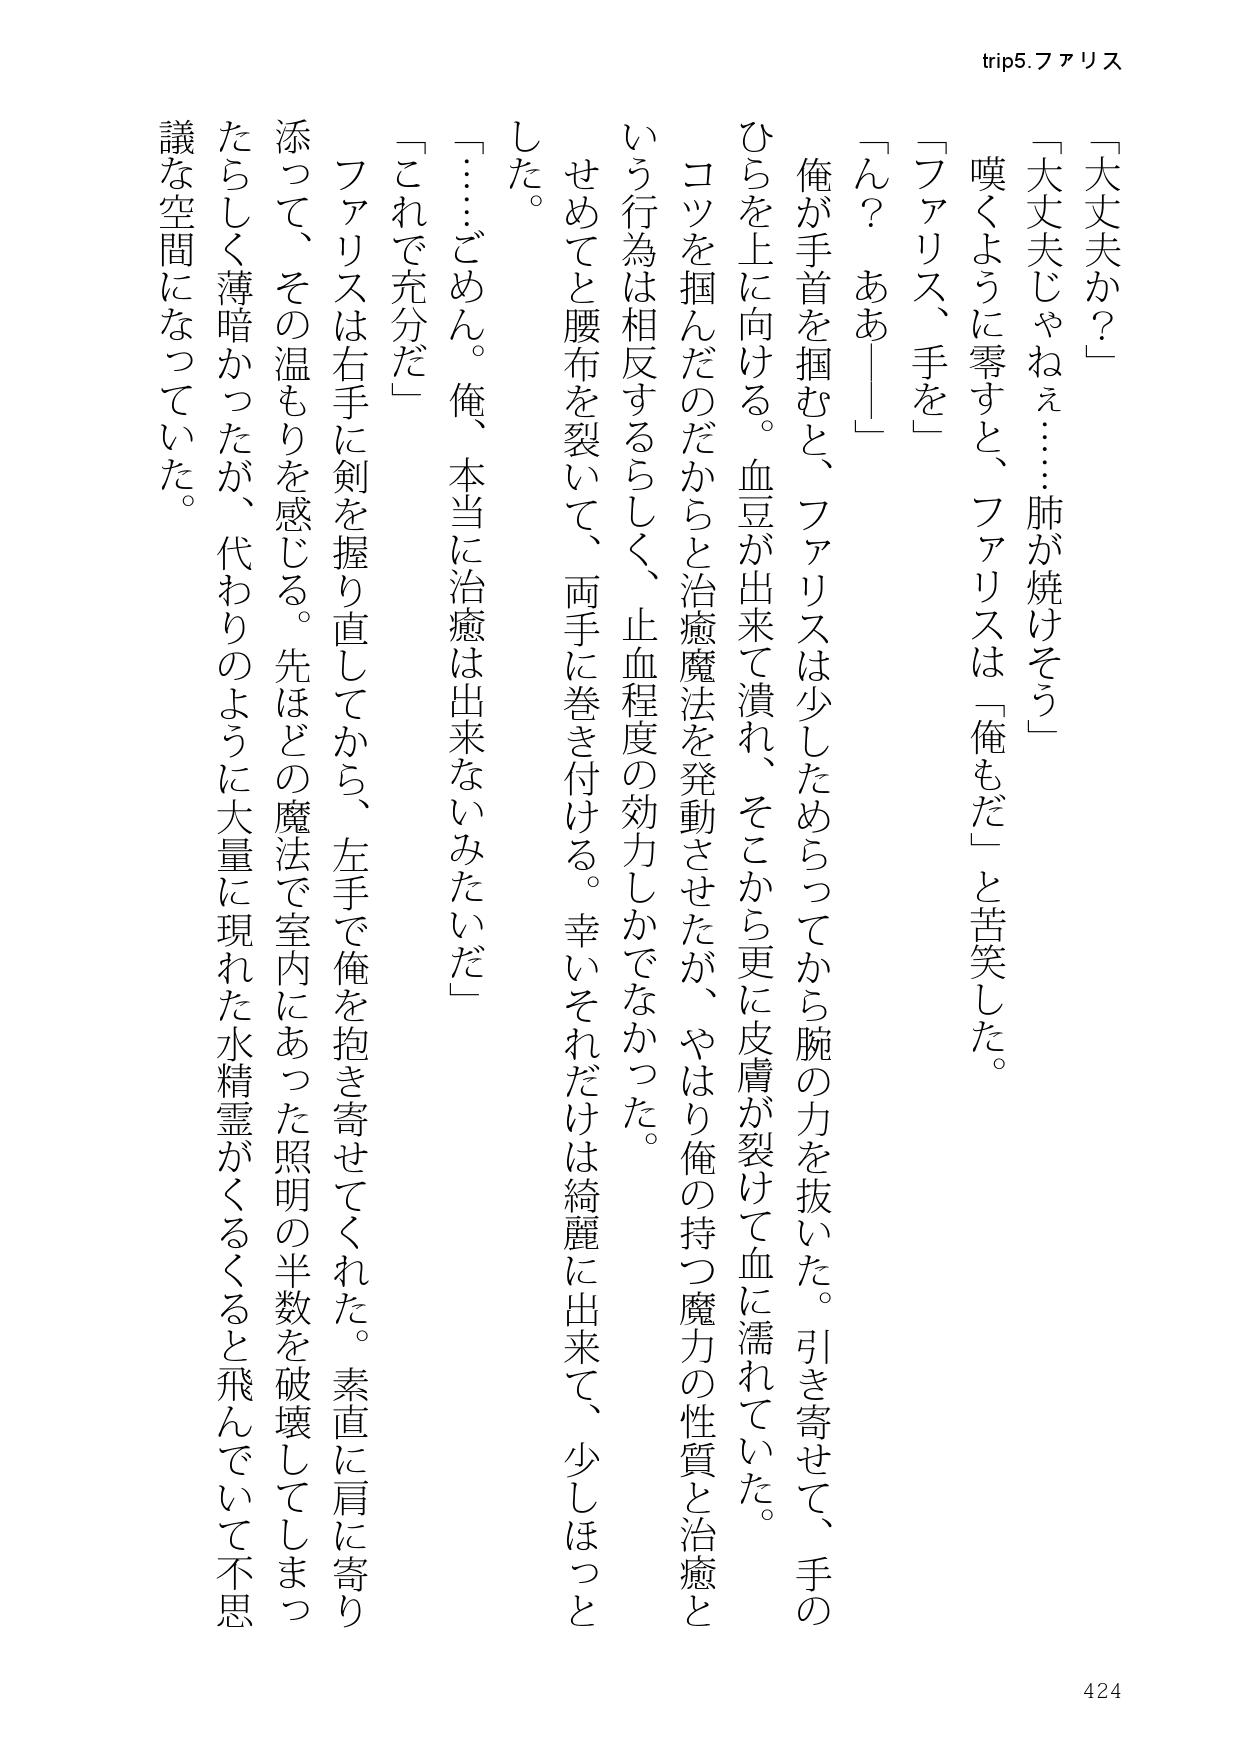 trip5.ファリス
「大丈夫か？」
「大丈夫じゃねぇ……肺が焼けそう」
　嘆くように零すと、ファリスは「俺もだ」と苦笑した。
「ファリス、手を」
「ん？　ああ――」
　俺が手首を掴むと、ファリスは少しためらってから腕の力を抜いた。引き寄せて、手の
ひらを上に向ける。血豆が出来て潰れ、そこから更に皮膚が裂けて血に濡れていた。
　コツを掴んだのだからと治癒魔法を発動させたが、やはり俺の持つ魔力の性質と治癒と
いう行為は相反するらしく、止血程度の効力しかでなかった。
　せめてと腰布を裂いて、両手に巻き付ける。幸いそれだけは綺麗に出来て、少しほっと
した。
「……ごめん。俺、本当に治癒は出来ないみたいだ」
「これで充分だ」
　ファリスは右手に剣を握り直してから、左手で俺を抱き寄せてくれた。素直に肩に寄り
添って、その温もりを感じる。先ほどの魔法で室内にあった照明の半数を破壊してしまっ
たらしく薄暗かったが、代わりのように大量に現れた水精霊がくるくると飛んでいて不思
議な空間になっていた。
424